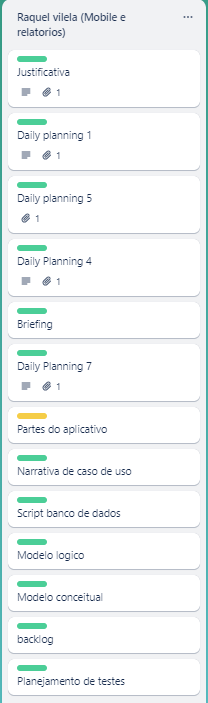 Raquel vilela (Mobile e
relatorios)
Justificativa
1
Daily planning 1
1
Daily planning 5
1
Daily Planning 4
1
Briefing
Daily Planning 7
1
Partes do aplicativo
Narrativa de caso de uso
Script banco de dados
Modelo logico
Modelo conceitual
backlog
Planejamento de testes